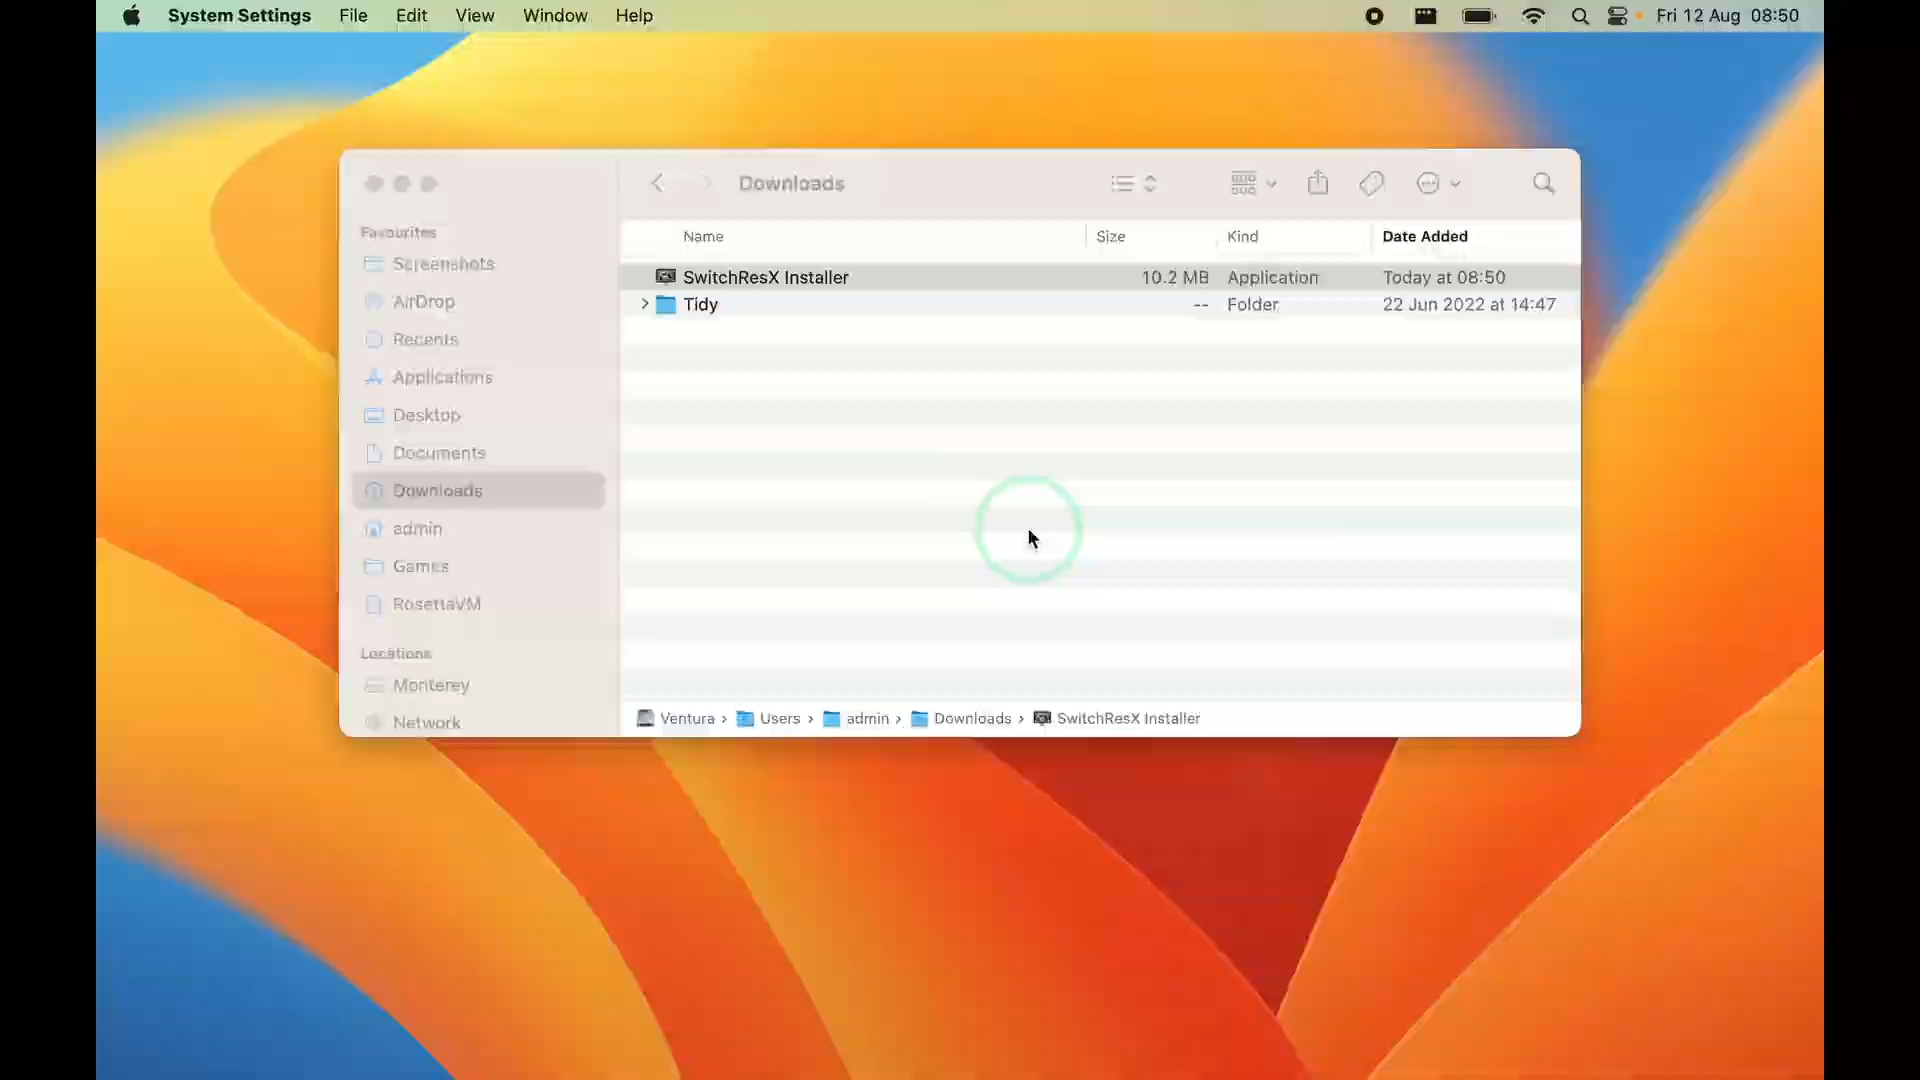 System Settings File Edit View Window Help Fri 12 Aug 08:50
Downloads
Favourites
Screenshots
AirDrop
Recents
Applications
Desktop
Documents
Downloads
admin
Games
RosettaVM
Locations
Monterey
Network
Name Size Kind Date Added
SwitchResX Installer 10.2 MB Application Today at 08:50
Tidy -- Folder 22 Jun 2022 at 14:47
Ventura › Users › admin › Downloads › SwitchResX Installer